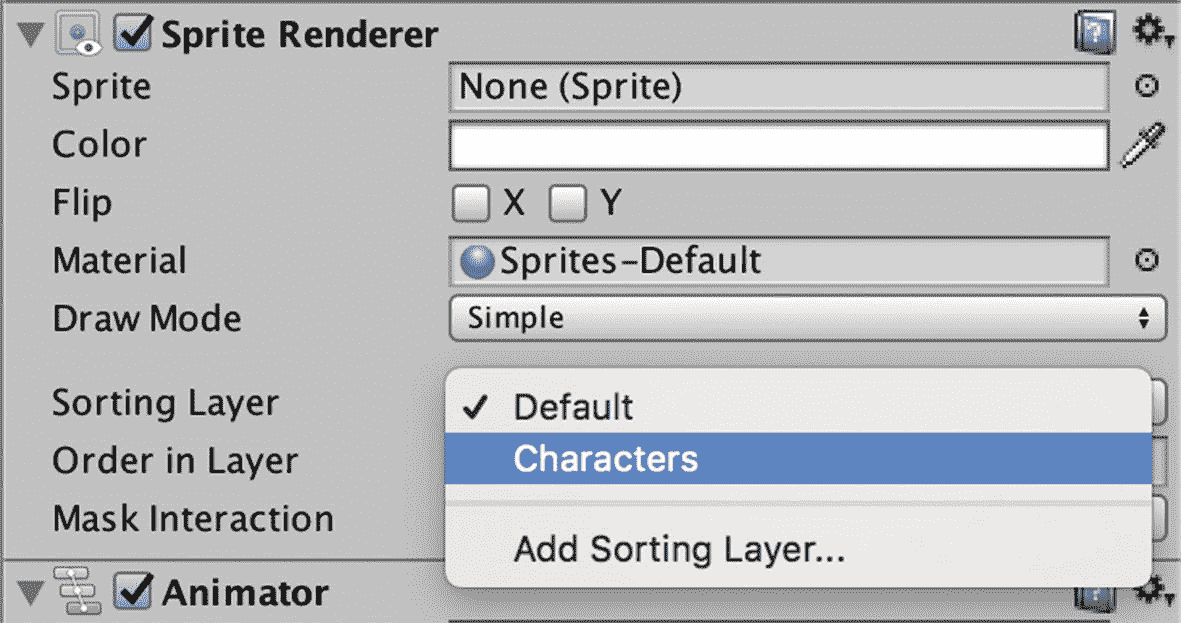 Sprite Renderer
Sprite None (Sprite)
Color
Flip X Y
Material Sprites-Default
Draw Mode Simple
Sorting Layer Default
Order in Layer Characters
Mask Interaction
Add Sorting Layer...
Animator